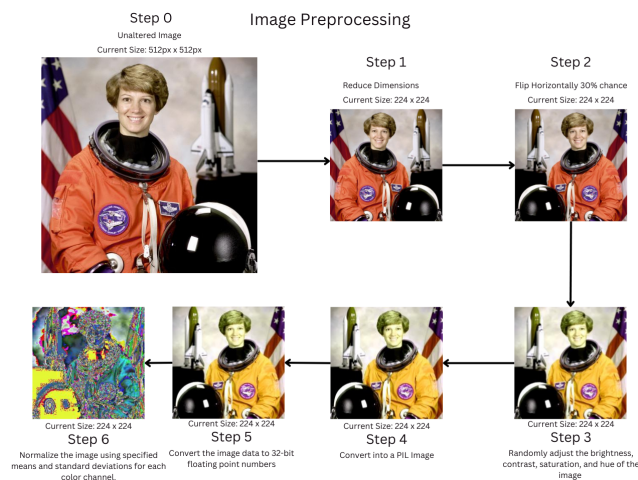 Step 0
Image Preprocessing
Unaltered Image
Current Size: 512px x 512px
Step 1
Reduce Dimensions
Current Size: 224 x 224
Step 2
Flip Horizontally 30% chance
Current Size: 224 x 224
Current Size: 224 x 224
Step 6
Normalize the image using specified
means and standard deviations for each
color channel.
Current Size: 224 x 224
Step 5
Convert the image data to 32-bit
floating point numbers
Current Size: 224 x 224
Step 4
Convert into a PIL Image
Current Size: 224 x 224
Step 3
Randomly adjust the brightness,
contrast, saturation, and hue of the
image